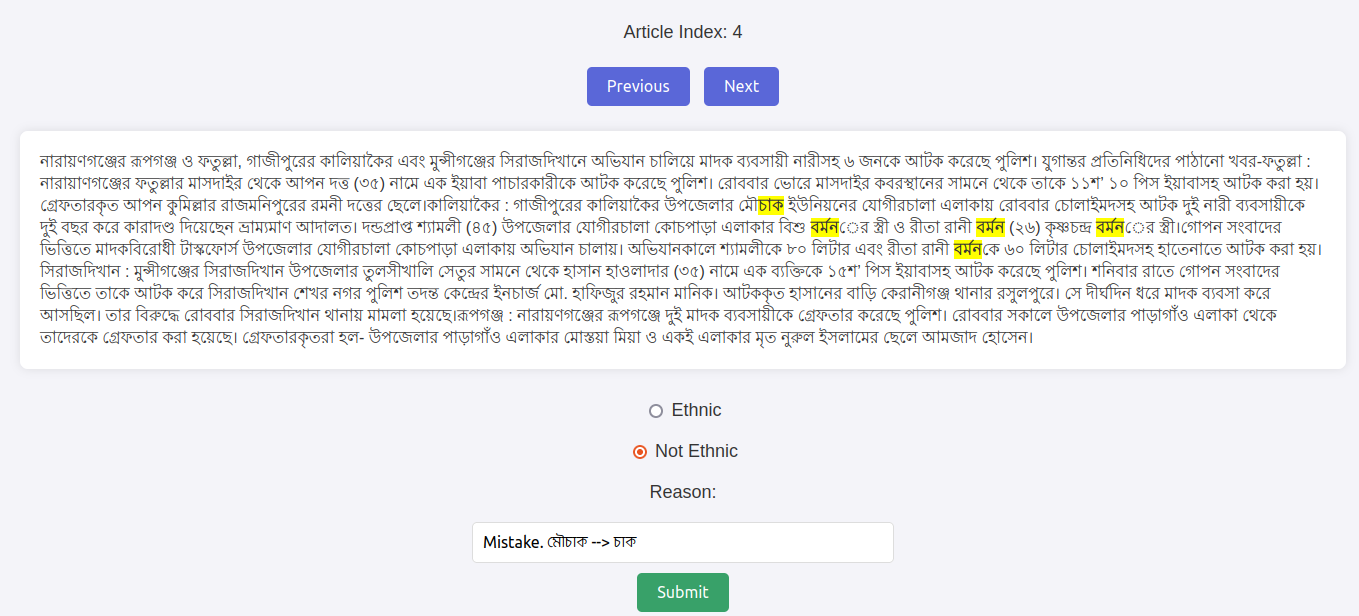 Article Index: 4
Previous
Next
নারায়ণগঞ্জের রূপগঞ্জ ও ফতুল্লা, গাজীপুরের কালিয়াকৈর এবং মুন্সীগঞ্জের সিরাজদিখানে অভিযান চালিয়ে মাদক ব্যবসায়ী নারীসহ ৬ জনকে আটক করেছে পুলিশ। যুগান্তর প্রতিনিধিদের পাঠানো খবর-ফতুল্লা :
নারায়াণগঞ্জের ফতুল্লার মাসদাইর থেকে আপন দত্ত (৩৫) নামে এক ইয়াবা পাচারকারীকে আটক করেছে পুলিশ। রোববার ভোরে মাসদাইর কবরস্থানের সামনে থেকে তাকে ১১শ’ ১০ পিস ইয়াবাসহ আটক করা হয়।
গ্রেফতারকৃত আপন কুমিল্লার রাজমনিপুরের রমনী দত্তের ছেলে।কালিয়াকৈর : গাজীপুরের কালিয়াকৈর উপজেলার মৌচাক ইউনিয়নের যোগীরচালা এলাকায় রোববার চোলাইমদসহ আটক দুই নারী ব্যবসায়ীকে
দুই বছর করে কারাদণ্ড দিয়েছেন ভ্রাম্যমাণ আদালত। দন্ডপ্রাপ্ত শ্যামলী (৪৫) উপজেলার যোগীরচালা কোচপাড়া এলাকার বিশু বর্মনের স্ত্রী ও রীতা রানী বর্মন (২৬) কৃষ্ণচন্দ্র বর্মনের স্ত্রী।।গোপন সংবাদের
ভিত্তিতে মাদকবিরোধী টাস্কফোর্স উপজেলার যোগীরচালা কোচপাড়া এলাকায় অভিযান চালায়। অভিযানকালে শ্যামলীকে ৮০ লিটার এবং রীতা রানী বর্মনকে ৬০ লিটার চোলাইমদসহ হাতেনাতে আটক করা হয়।
সিরাজদিখান : মুন্সীগঞ্জের সিরাজদিখান উপজেলার তুলসীখালি সেতুর সামনে থেকে হাসান হাওলাদার (৩৫) নামে এক ব্যক্তিকে ১৫শ’ পিস ইয়াবাসহ আটক করেছে পুলিশ। শনিবার রাতে গোপন সংবাদের
ভিত্তিতে তাকে আটক করে সিরাজদিখান শেখর নগর পুলিশ তদন্ত কেন্দ্রের ইনচার্জ মো. হাফিজুর রহমান মানিক। আটককৃত হাসানের বাড়ি কেরানীগঞ্জ থানার রসুলপুরে। সে দীর্ঘদিন ধরে মাদক ব্যবসা করে
আসছিল। তার বিরুদ্ধে রোববার সিরাজদিখান থানায় মামলা হয়েছে।রূপগঞ্জ : নারায়ণগঞ্জের রূপগঞ্জে দুই মাদক ব্যবসায়ীকে গ্রেফতার করেছে পুলিশ। রোববার সকালে উপজেলার পাড়াগাঁও এলাকা থেকে
তাদেরকে গ্রেফতার করা হয়েছে। গ্রেফতারকৃতরা হল- উপজেলার পাড়াগাঁও এলাকার মোস্তয়া মিয়া ও একই এলাকার মৃত নুরুল ইসলামের ছেলে আমজাদ হোসেন।
Ethnic
Not Ethnic
Reason:
Mistake. মৌচাক --> চাক
Submit